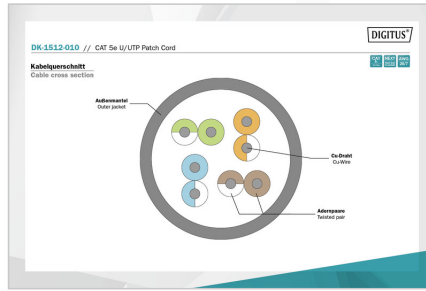 DIGITUS®
DK-1512-010 // CAT 5e U/UTP Patch Cord
Kabelquerschnitt
Cable cross section
Außenmantel
Outer jacket
Cu-Draht
Cu-Wire
Adernpaare
Twisted pair